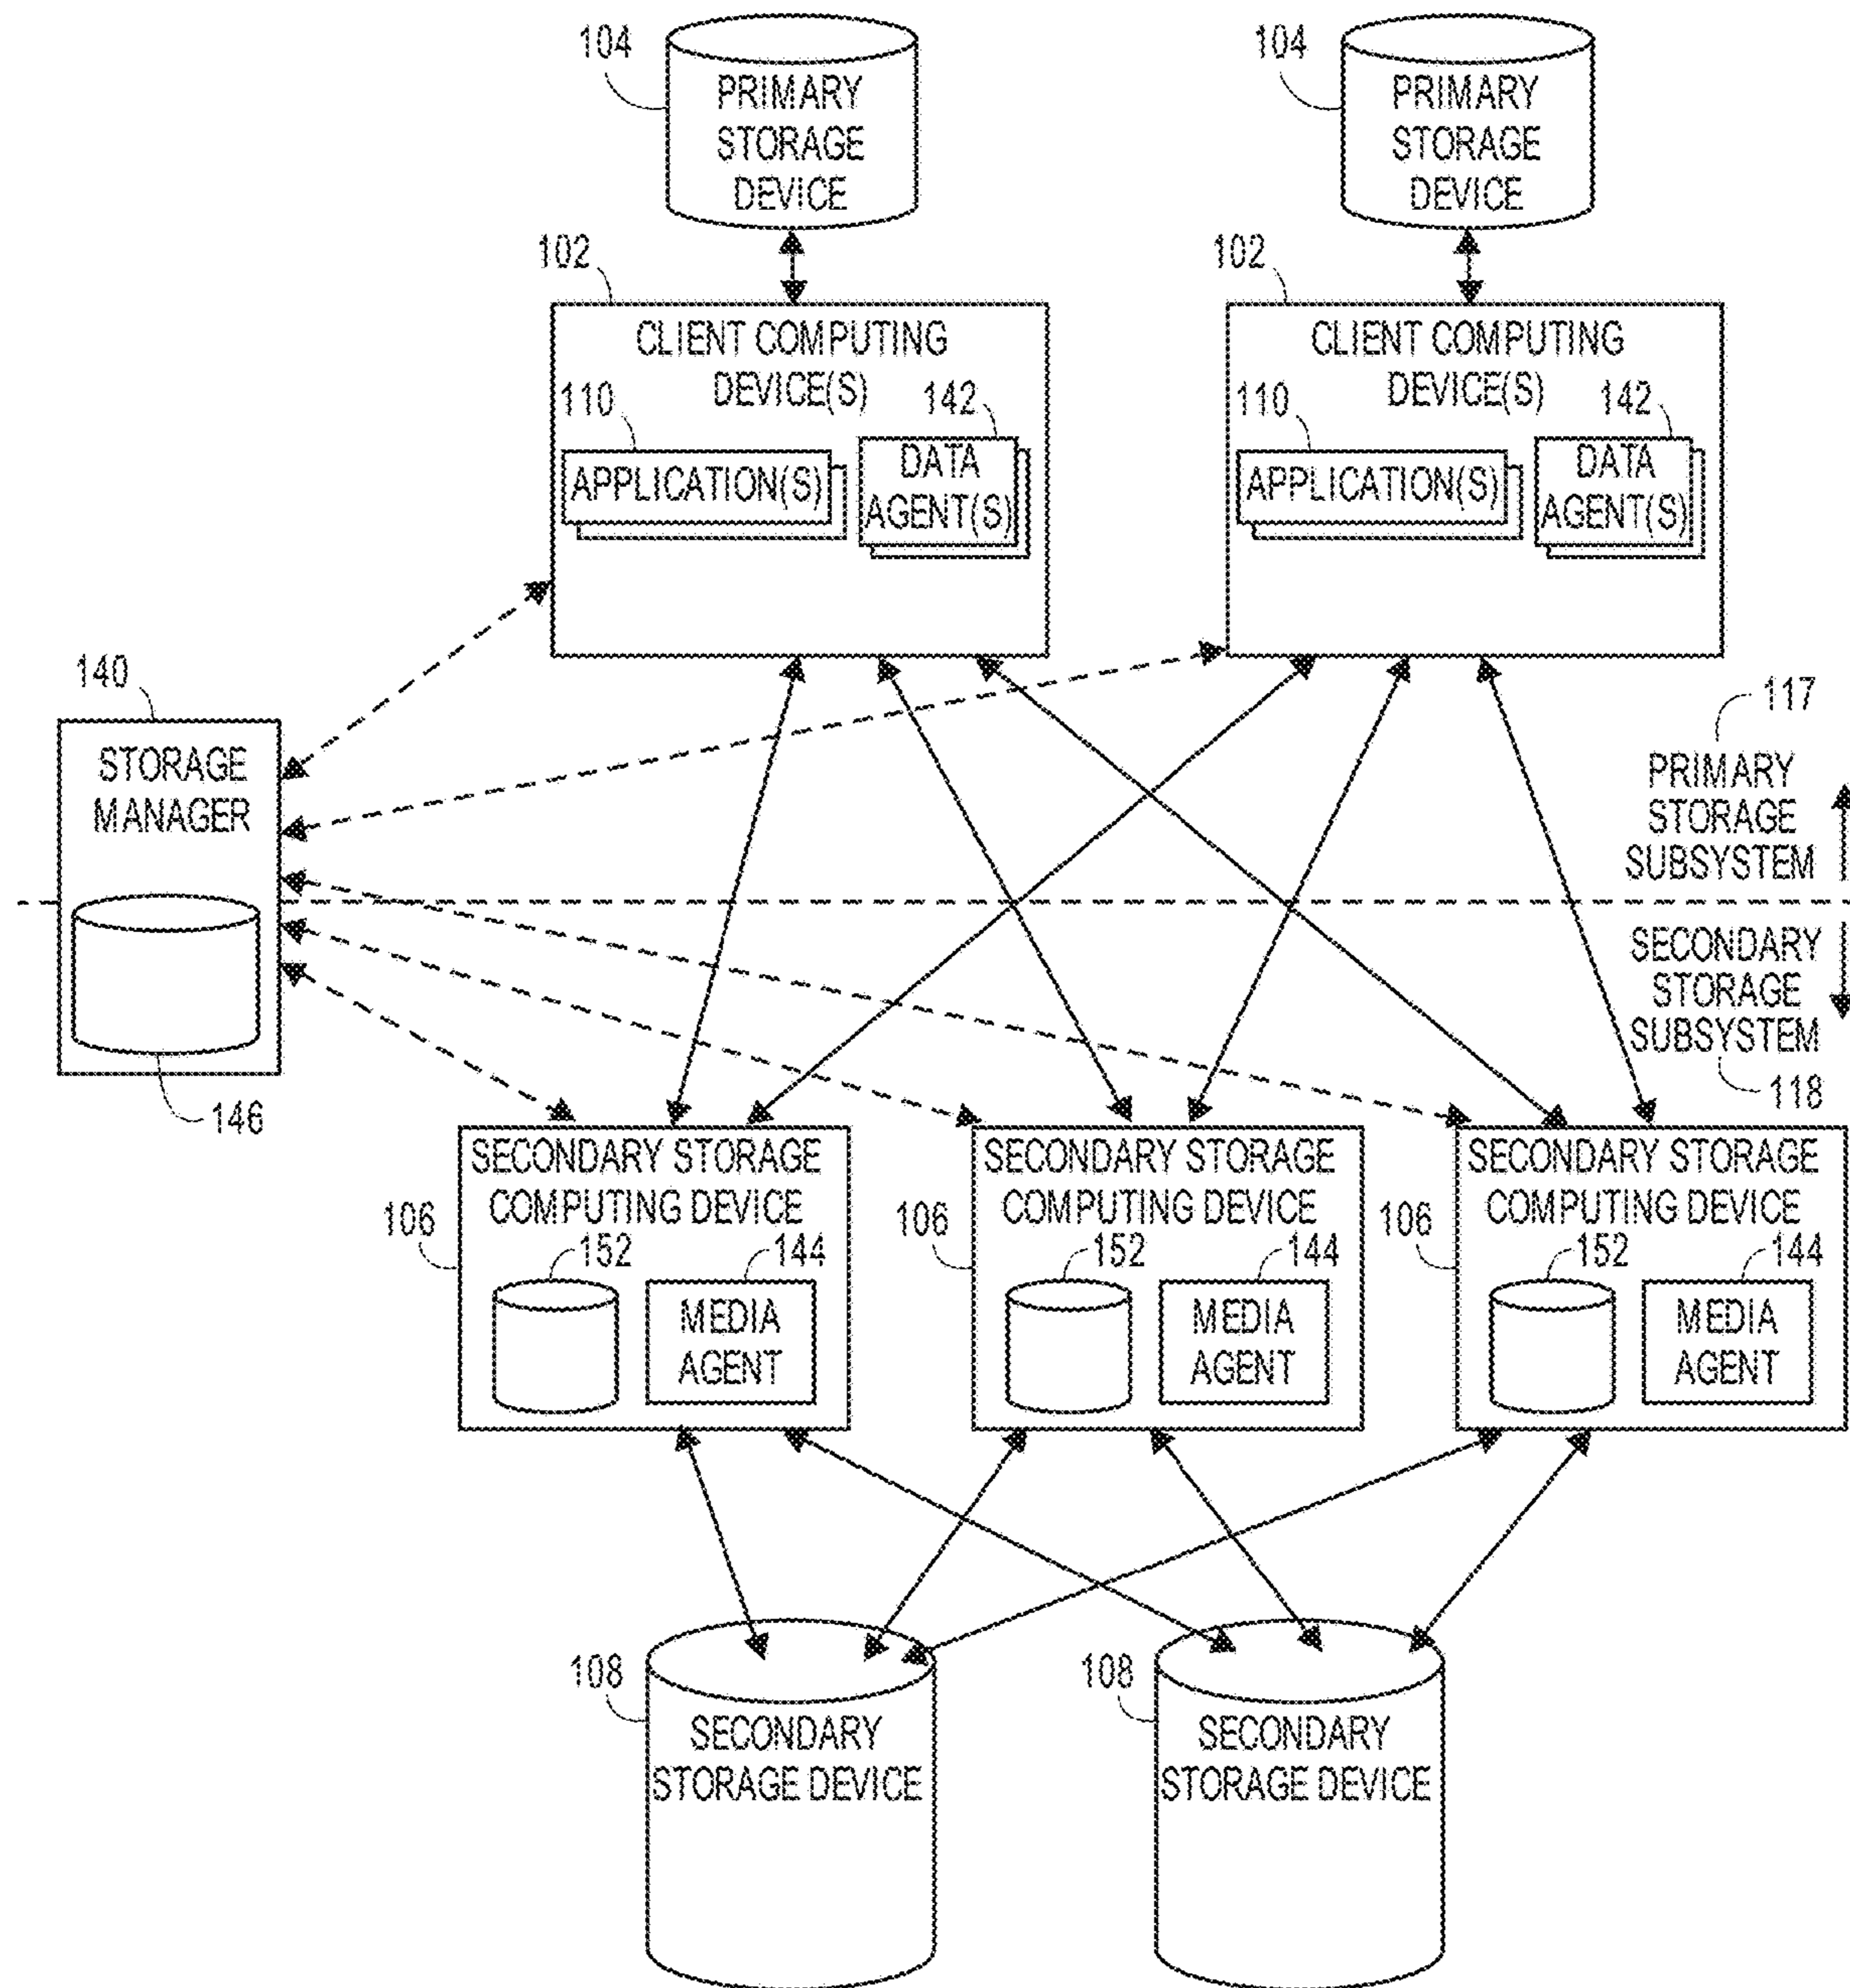 104
PRIMARY
STORAGE
DEVICE
104
PRIMARY
STORAGE
DEVICE
102
CLIENT COMPUTING
DEVICE(S)
110
142
APPLICATION(S)
DATA
AGENT(S)
102
CLIENT COMPUTING
DEVICE(S)
110
142
APPLICATION(S)
DATA
AGENT(S)
140
STORAGE
MANAGER
146
117
PRIMARY
STORAGE
SUBSYSTEM
SECONDARY
STORAGE
SUBSYSTEM
118
106
SECONDARY STORAGE
COMPUTING DEVICE
152
144
MEDIA
AGENT
106
SECONDARY STORAGE
COMPUTING DEVICE
152
144
MEDIA
AGENT
106
SECONDARY STORAGE
COMPUTING DEVICE
152
144
MEDIA
AGENT
108
SECONDARY
STORAGE DEVICE
108
SECONDARY
STORAGE DEVICE